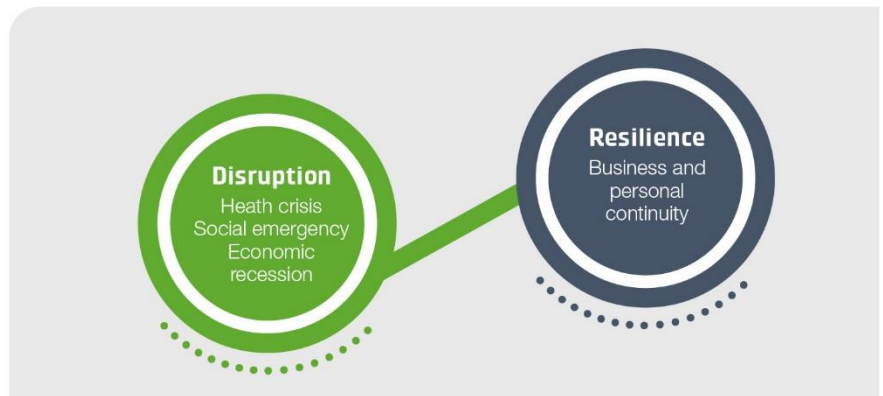 Disruption
Heath crisis
Social emergency
Economic
recession
Resilience
Business and
personal
continuity